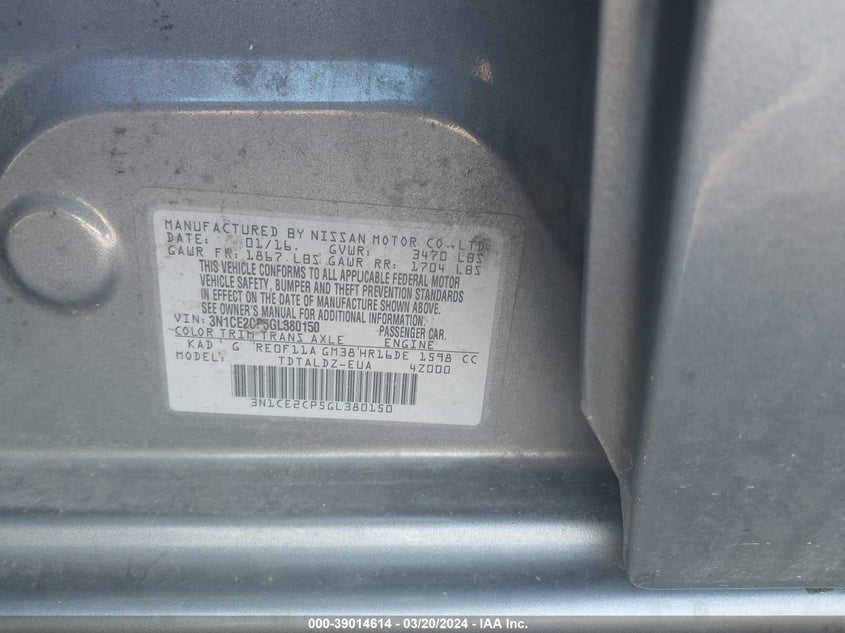 MANUFACTURED BY NISSAN MOTOR CO.,LTD.
DATE: 01/16. GVWR: 3470 LBS
GAWR FR: 1867 LBS GAWR RR: 1704 LBS
THIS VEHICLE CONFORMS TO ALL APPLICABLE FEDERAL MOTOR
VEHICLE SAFETY, BUMPER AND THEFT PREVENTION STANDARDS
IN EFFECT ON THE DATE OF MANUFACTURE SHOWN ABOVE.
SEE OWNER'S MANUAL FOR ADDITIONAL INFORMATION.
VIN: 3N1CE2CP5GL380150 PASSENGER CAR.
COLOR TRIM TRANS AXLE ENGINE
KAD ' G ' RE0F11A GM38'HR16DE 1598 CC
MODEL: TDTALDZ-EUA 4Z000
3N1CE2CP5GL380150
000-39014614 - 03/20/2024 - IAA Inc.